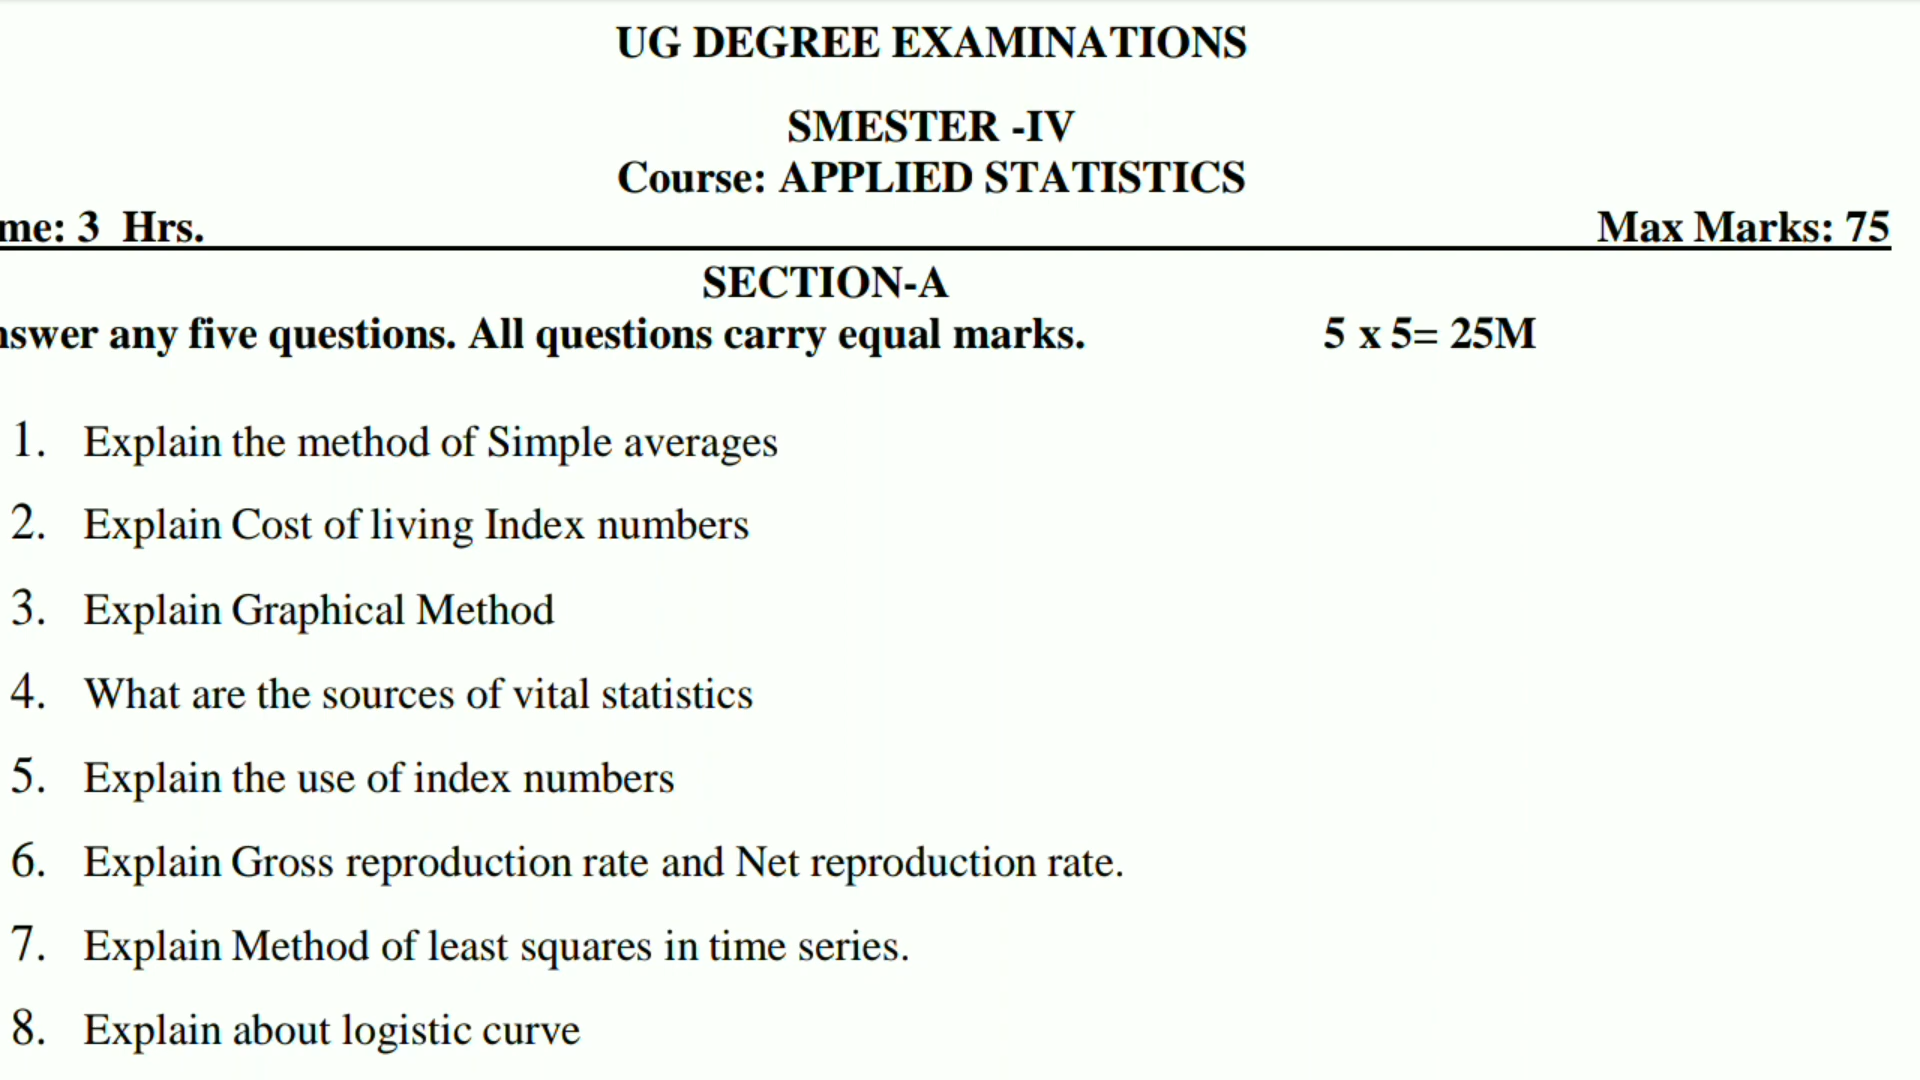 UG DEGREE EXAMINATIONS
SMESTER -IV
Course: APPLIED STATISTICS
me: 3 Hrs. Max Marks: 75
SECTION-A
nswer any five questions. All questions carry equal marks. 5 x 5= 25M
1. Explain the method of Simple averages
2. Explain Cost of living Index numbers
3. Explain Graphical Method
4. What are the sources of vital statistics
5. Explain the use of index numbers
6. Explain Gross reproduction rate and Net reproduction rate.
7. Explain Method of least squares in time series.
8. Explain about logistic curve